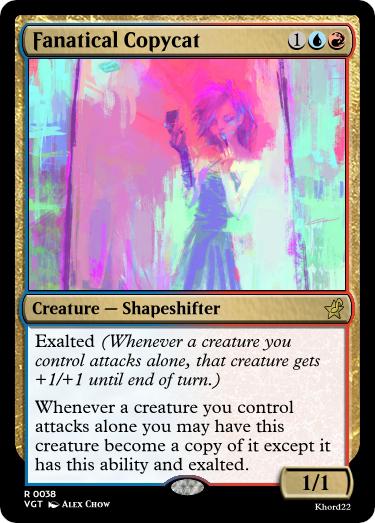 Fanatical Copycat 1
Creature — Shapeshifter
Exalted (Whenever a creature you
control attacks alone, that creature gets
+1/+1 until end of turn.)
Whenever a creature you control
attacks alone you may have this
creature become a copy of it except it
has this ability and exalted.
1/1
R 0038
VGT Alex Chow
Khord22